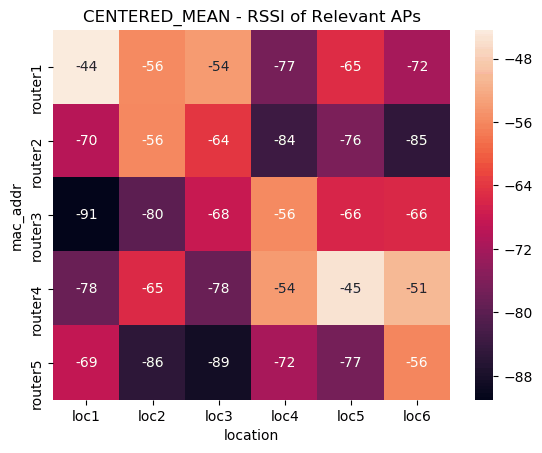 CENTERED_MEAN - RSSI of Relevant APs
mac_addr
router1 -44 -56 -54 -77 -65 -72
router2 -70 -56 -64 -84 -76 -85
router3 -91 -80 -68 -56 -66 -66
router4 -78 -65 -78 -54 -45 -51
router5 -69 -86 -89 -72 -77 -56
loc1 loc2 loc3 loc4 loc5 loc6
location
−48
−56
−64
−72
−80
−88